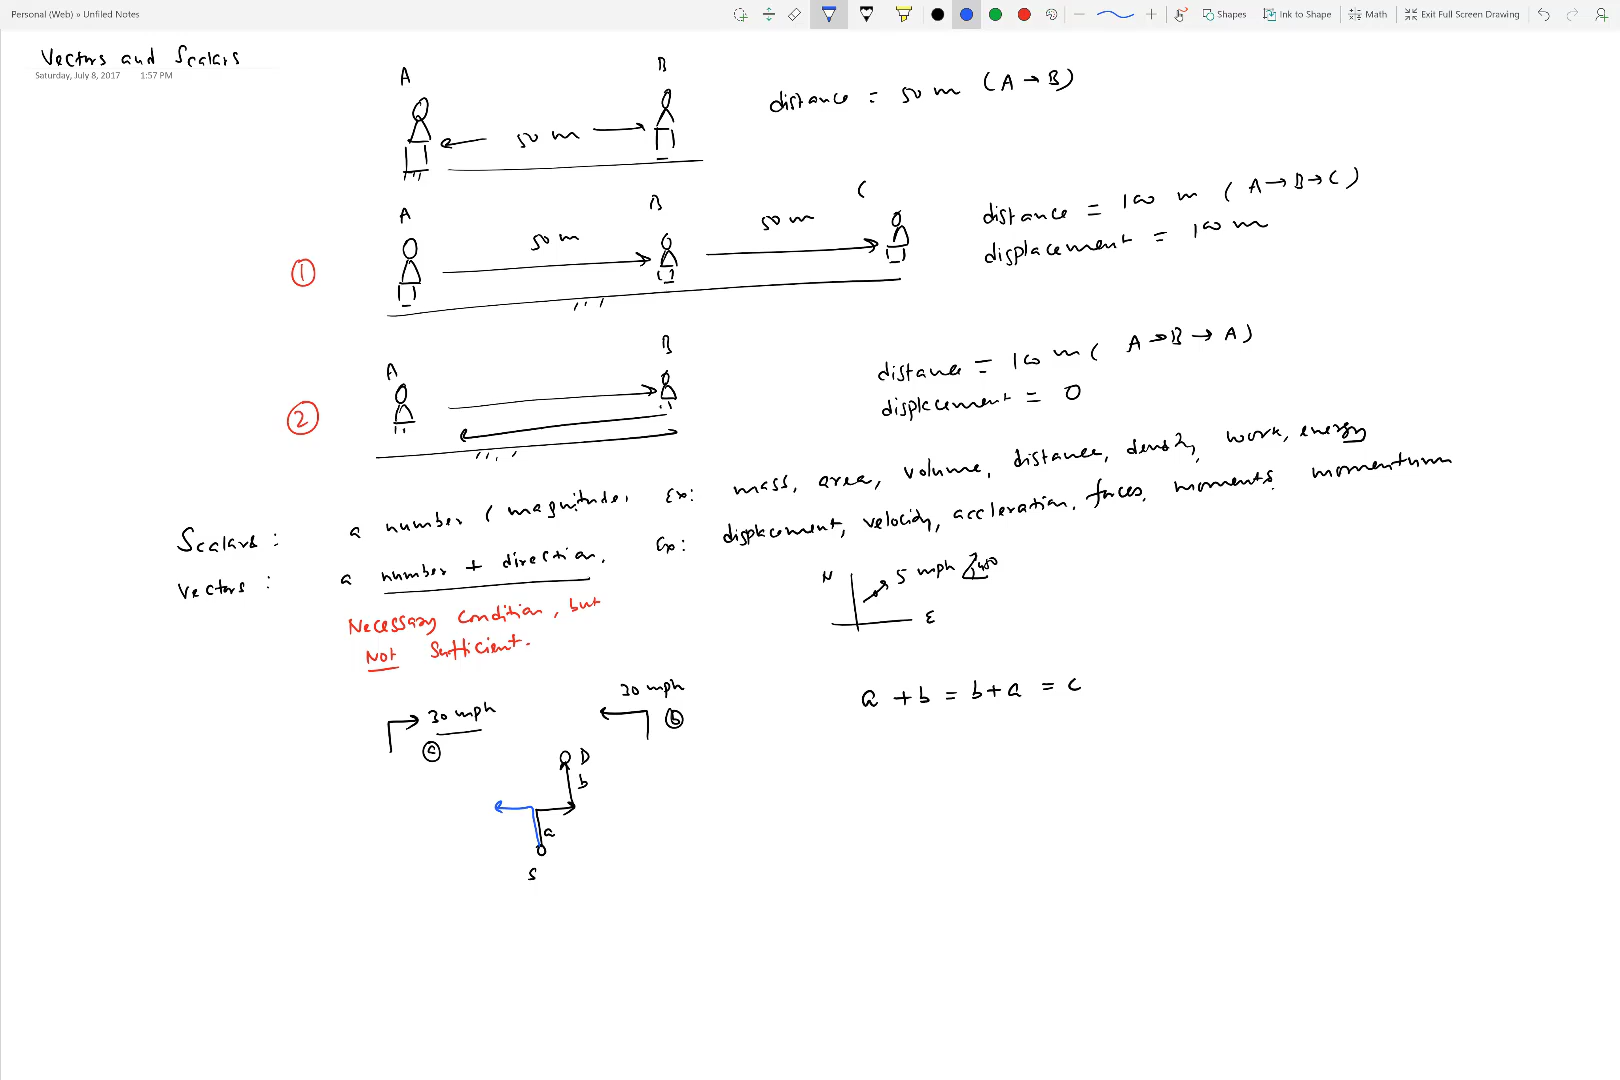 Personal (Web) » Unfiled Notes
Shapes Ink to Shape Math Exit Full Screen Drawing
Vectors and Scalars
Saturday, July 8, 2017 1:57 PM
A B
50 m
distance = 50 m (A → B)
A B C
50 m 50 m
distance = 100 m ( A → B → C )
displacement = 100 m
1
A B
distance = 100 m ( A → B → A )
displacement = 0
2
Scalars : a number ( magnitude, Ex: mass, area, volume, distance, density, work, energy
Vectors : a number + direction, Ex: displacement, velocity, accleration, forces, moments, momentum
Necessary Condition, but
Not Sufficient.
N 5 mph
E
30 mph
a
30 mph
b
a + b = b + a = c
D
b
a
S